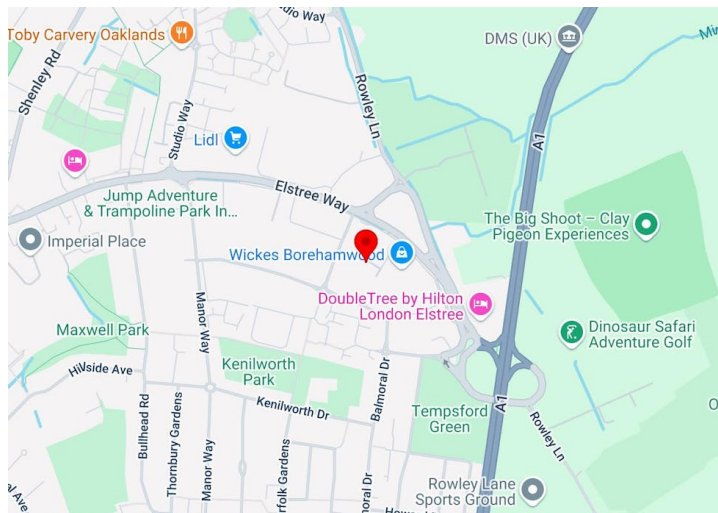 Toby Carvery Oaklands
Studio Way
DMS (UK)
Shenley Rd
Studio Way
Rowley Ln
Lidl
A1
Elstree Way
Jump Adventure
& Trampoline Park In...
The Big Shoot – Clay
Pigeon Experiences
Imperial Place
Wickes Borehamwood
DoubleTree by Hilton
London Elstree
Manor Way
Maxwell Park
Dinosaur Safari
Adventure Golf
Hillside Ave
Kenilworth
Park
Balmoral Dr
Kenilworth Dr
Bullhead Rd
Thornbury Gardens
Manor Way
Tempsford
Green
A1
Rowley Ln
Rowley Lane
Sports Ground